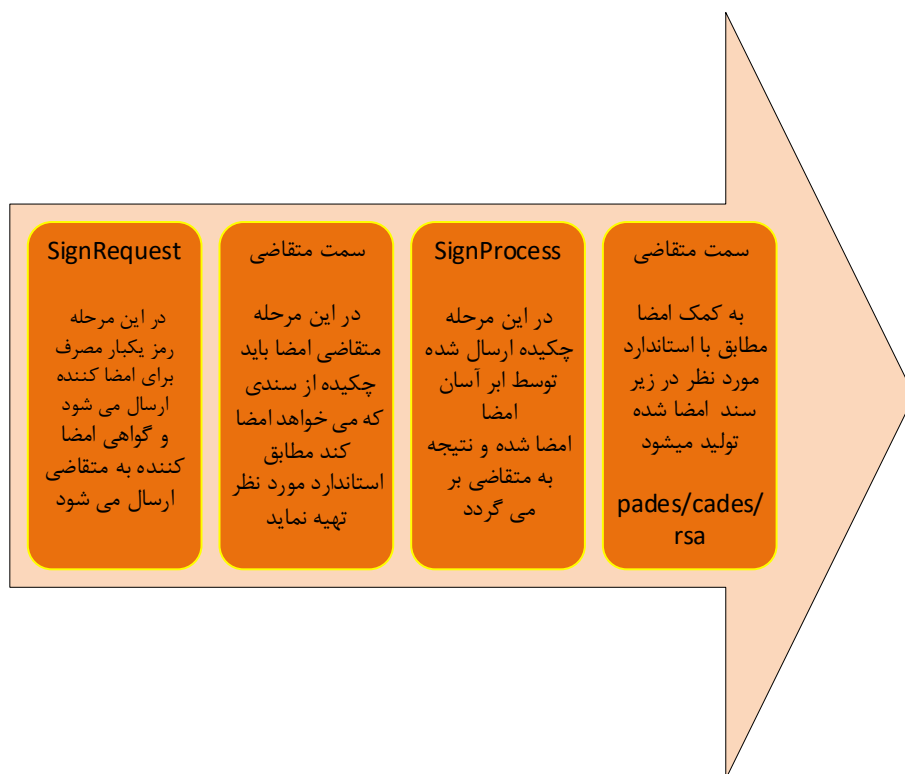 SignRequest
در این مرحله
رمز یکبار مصرف
برای امضا کننده
ارسال می شود
و گواهی امضا
کننده به متقاضی
ارسال می شود
سمت متقاضی
در این مرحله
متقاضی امضا باید
چکیده از سندی
که می خواهد امضا
کند مطابق
استاندارد مورد نظر
تهیه نماید
SignProcess
در این مرحله
چکیده ارسال شده
توسط ابر آسان
امضا
امضا شده و نتیجه
به متقاضی بر
می گردد
سمت متقاضی
به کمک امضا
مطابق با استاندارد
مورد نظر در زیر
سند امضا شده
تولید میشود
pades/cades/
rsa